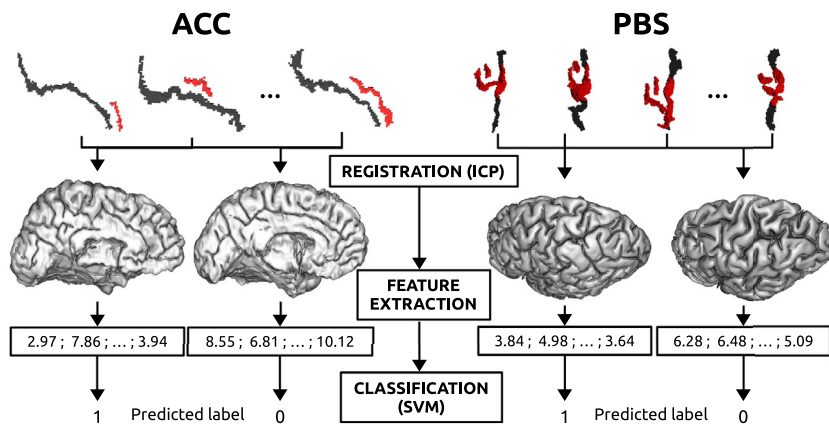 ACC
PBS
...
...
REGISTRATION (ICP)
FEATURE
EXTRACTION
2.97 ; 7.86 ; ... ; 3.94
8.55 ; 6.81 ; ... ; 10.12
3.84 ; 4.98 ; ... ; 3.64
6.28 ; 6.48 ; ... ; 5.09
CLASSIFICATION
(SVM)
1 Predicted label 0
1 Predicted label 0